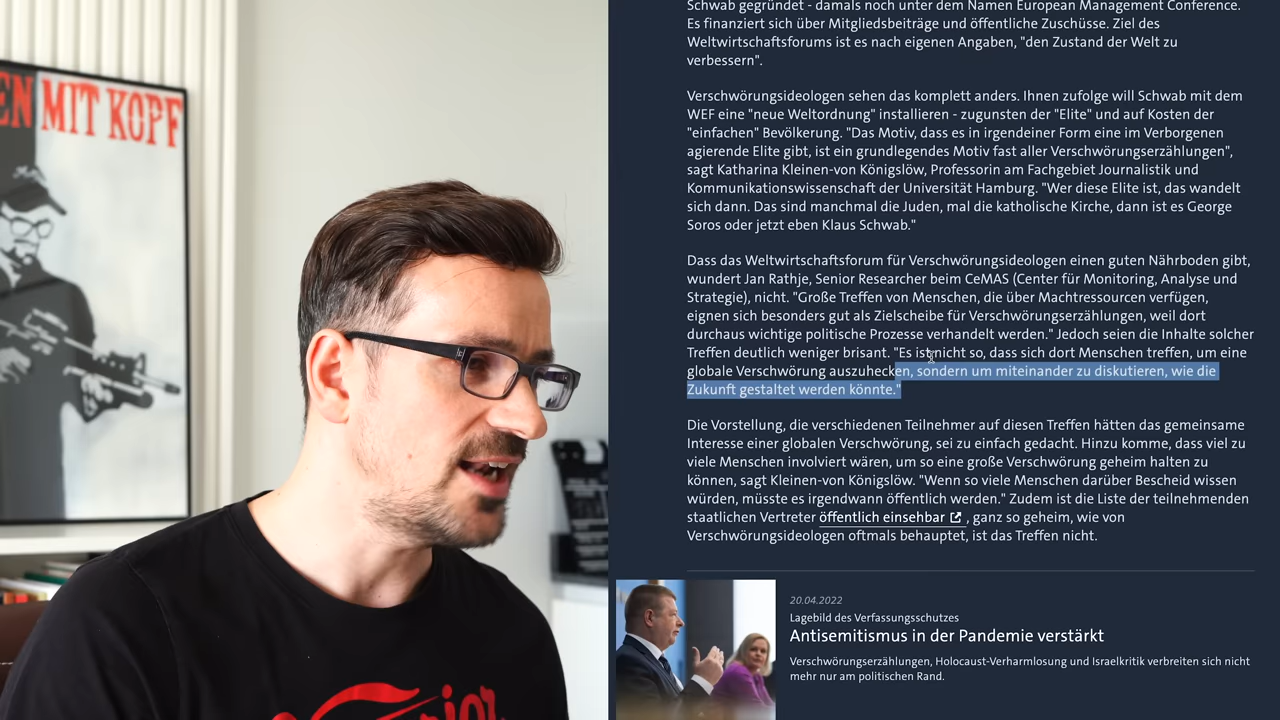 EN MIT KOPF
Schwab gegründet - damals noch unter dem Namen European Management Conference.
Es finanziert sich über Mitgliedsbeiträge und öffentliche Zuschüsse. Ziel des
Weltwirtschaftsforums ist es nach eigenen Angaben, "den Zustand der Welt zu
verbessern".
Verschwörungsideologen sehen das komplett anders. Ihnen zufolge will Schwab mit dem
WEF eine "neue Weltordnung" installieren - zugunsten der "Elite" und auf Kosten der
"einfachen" Bevölkerung. "Das Motiv, dass es in irgendeiner Form eine im Verborgenen
agierende Elite gibt, ist ein grundlegendes Motiv fast aller Verschwörungserzählungen",
sagt Katharina Kleinen-von Königslöw, Professorin am Fachgebiet Journalistik und
Kommunikationswissenschaft der Universität Hamburg. "Wer diese Elite ist, das wandelt
sich dann. Das sind manchmal die Juden, mal die katholische Kirche, dann ist es George
Soros oder jetzt eben Klaus Schwab."
Dass das Weltwirtschaftsforum für Verschwörungsideologen einen guten Nährboden gibt,
wundert Jan Rathje, Senior Researcher beim CeMAS (Center für Monitoring, Analyse und
Strategie), nicht. "Große Treffen von Menschen, die über Machtressourcen verfügen,
eignen sich besonders gut als Zielscheibe für Verschwörungserzählungen, weil dort
durchaus wichtige politische Prozesse verhandelt werden." Jedoch seien die Inhalte solcher
Treffen deutlich weniger brisant. "Es ist nicht so, dass sich dort Menschen treffen, um eine
globale Verschwörung auszuhecken, sondern um miteinander zu diskutieren, wie die
Zukunft gestaltet werden könnte."
Die Vorstellung, die verschiedenen Teilnehmer auf diesen Treffen hätten das gemeinsame
Interesse einer globalen Verschwörung, sei zu einfach gedacht. Hinzu komme, dass viel zu
viele Menschen involviert wären, um so eine große Verschwörung geheim halten zu
können, sagt Kleinen-von Königslöw. "Wenn so viele Menschen darüber Bescheid wissen
würden, müsste es irgendwann öffentlich werden." Zudem ist die Liste der teilnehmenden
staatlichen Vertreter öffentlich einsehbar , ganz so geheim, wie von
Verschwörungsideologen oftmals behauptet, ist das Treffen nicht.
20.04.2022
Lagebild des Verfassungsschutzes
Antisemitismus in der Pandemie verstärkt
Verschwörungserzählungen, Holocaust-Verharmlosung und Israelkritik verbreiten sich nicht
mehr nur am politischen Rand.